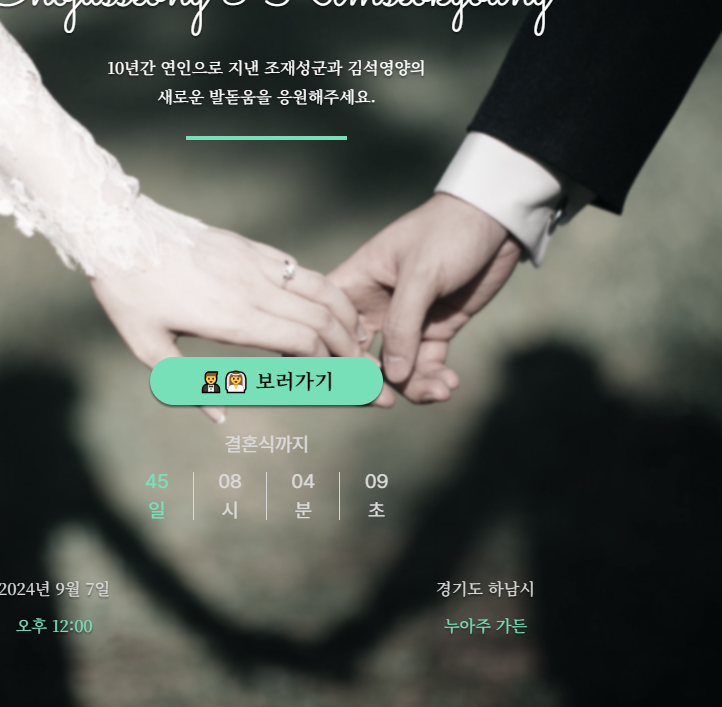 Chojaeseong & Kimseokyoung
10년간 연인으로 지낸 조재성군과 김석영양의
새로운 발돋움을 응원해주세요.
보러가기
결혼식까지
45 08 04 09
일 시 분 초
2024년 9월 7일 경기도 하남시
오후 12:00 누아주 가든